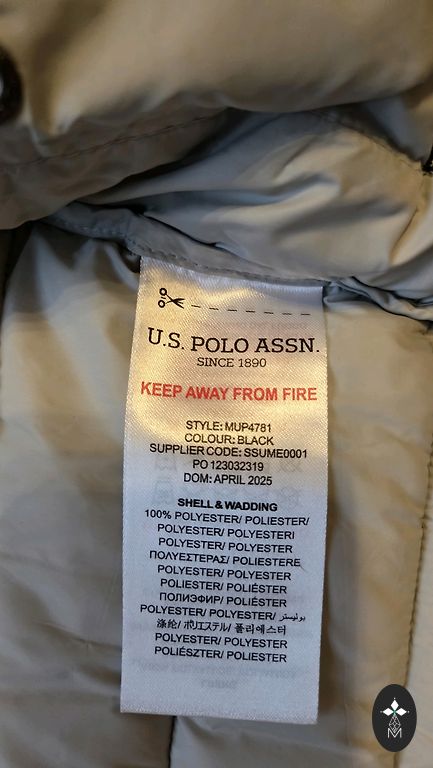 U.S. POLO ASSN.
SINCE 1890
KEEP AWAY FROM FIRE
STYLE: MUP4781
COLOUR: BLACK
SUPPLIER CODE: SSUME0001
PO 123032319
DOM: APRIL 2025
SHELL & WADDING
100% POLYESTER/ POLIESTER/
POLYESTER/ POLYESTERI
POLYESTER/ POLYESTER
ΠΟΛΥΕΣΤΕΡΑΣ/ POLIESTERE
POLYESTER/ POLYESTER
POLIESTER/ POLIÉSTER
ПОЛИЭФИР/ POLIESTER
POLYESTER/ POLYESTER/ بوليستر
涤纶/ ポリエステル/ 폴리에스터
POLYESTER/ POLYESTER
POLIÉSZTER/ POLIESTER